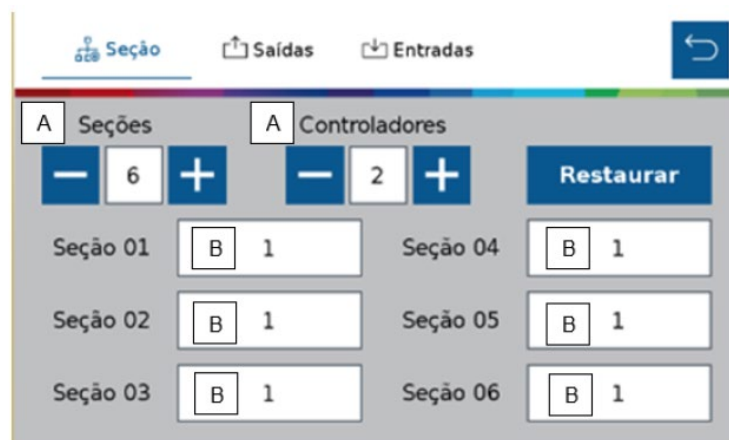 Seção Saídas Entradas
A Seções A Controladores
− 6 + − 2 + Restaurar
Seção 01 B 1 Seção 04 B 1
Seção 02 B 1 Seção 05 B 1
Seção 03 B 1 Seção 06 B 1